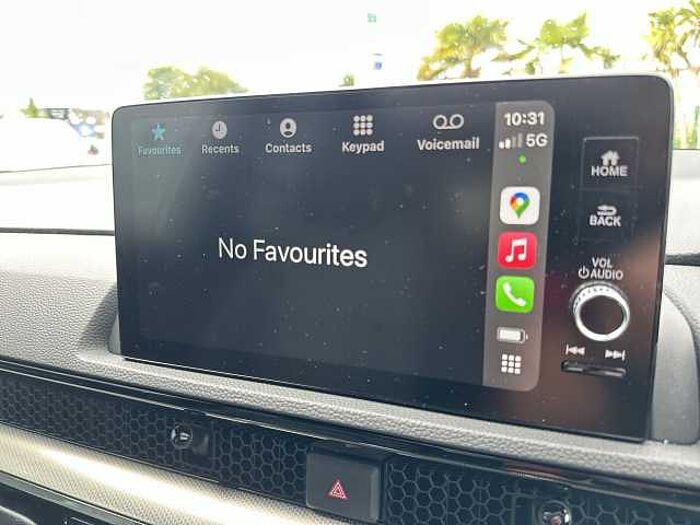 Favourites
Recents
Contacts
Keypad
Voicemail
10:31
5G
No Favourites
HOME
BACK
VOL
AUDIO